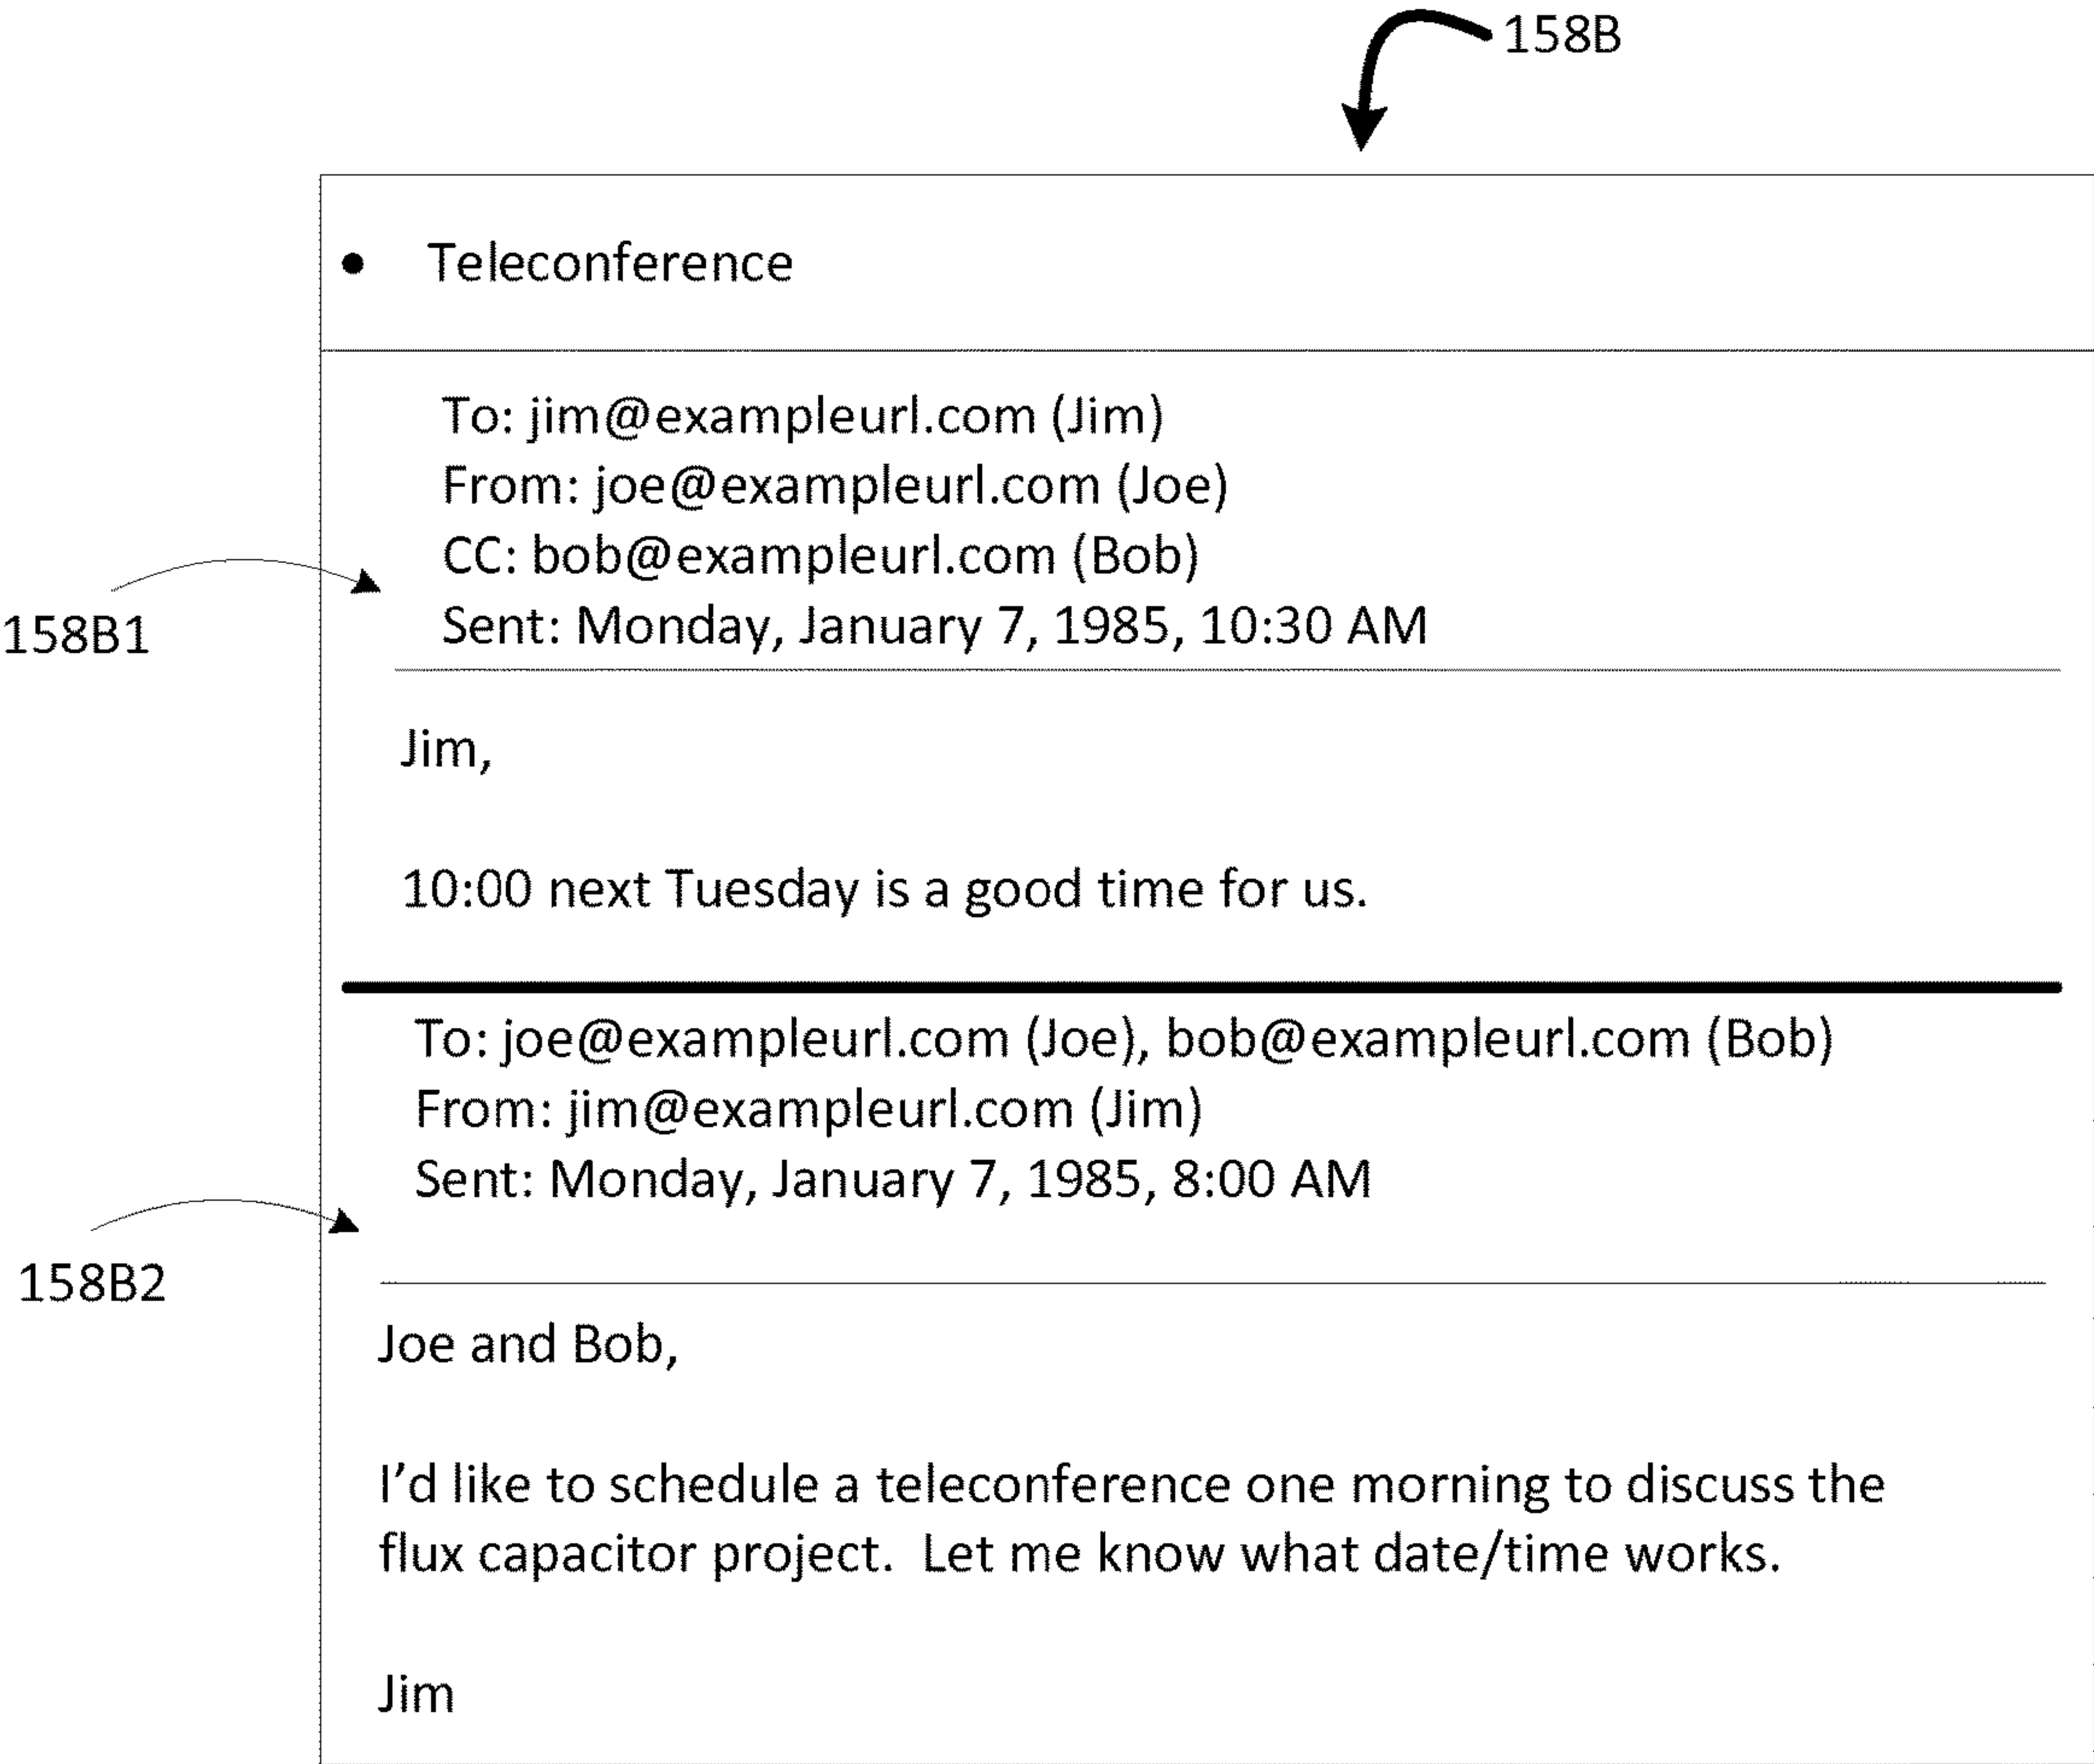 158B
• Teleconference
To: jim@exampleurl.com (Jim)
From: joe@exampleurl.com (Joe)
CC: bob@exampleurl.com (Bob)
Sent: Monday, January 7, 1985, 10:30 AM
158B1
Jim,
10:00 next Tuesday is a good time for us.
To: joe@exampleurl.com (Joe), bob@exampleurl.com (Bob)
From: jim@exampleurl.com (Jim)
Sent: Monday, January 7, 1985, 8:00 AM
158B2
Joe and Bob,
I’d like to schedule a teleconference one morning to discuss the
flux capacitor project.  Let me know what date/time works.
Jim